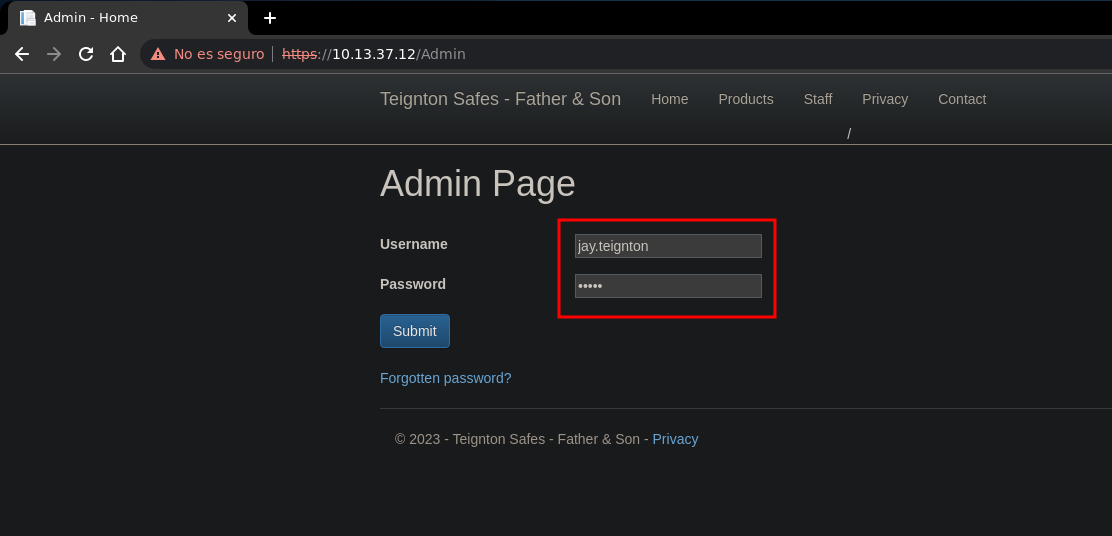 Admin - Home
No es seguro https://10.13.37.12/Admin
Teignton Safes - Father & Son Home Products Staff Privacy Contact
/
Admin Page
Username jay.teignton
Password •••••
Submit
Forgotten password?
© 2023 - Teignton Safes - Father & Son - Privacy